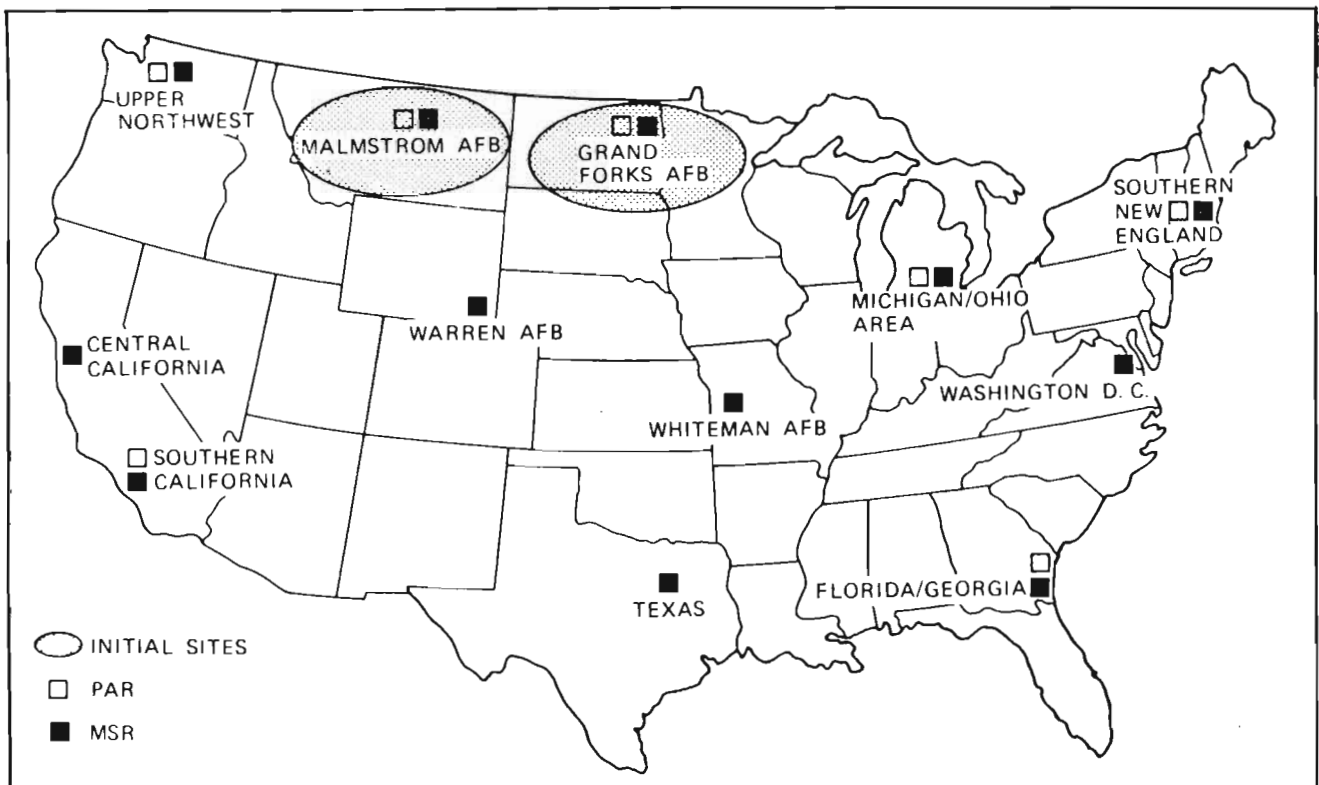 UPPER
NORTHWEST
MALMSTROM AFB
GRAND
FORKS AFB
SOUTHERN
NEW
ENGLAND
MICHIGAN/OHIO
AREA
WARREN AFB
CENTRAL
CALIFORNIA
WASHINGTON D. C.
WHITEMAN AFB
SOUTHERN
CALIFORNIA
TEXAS
FLORIDA/GEORGIA
INITIAL SITES
PAR
MSR